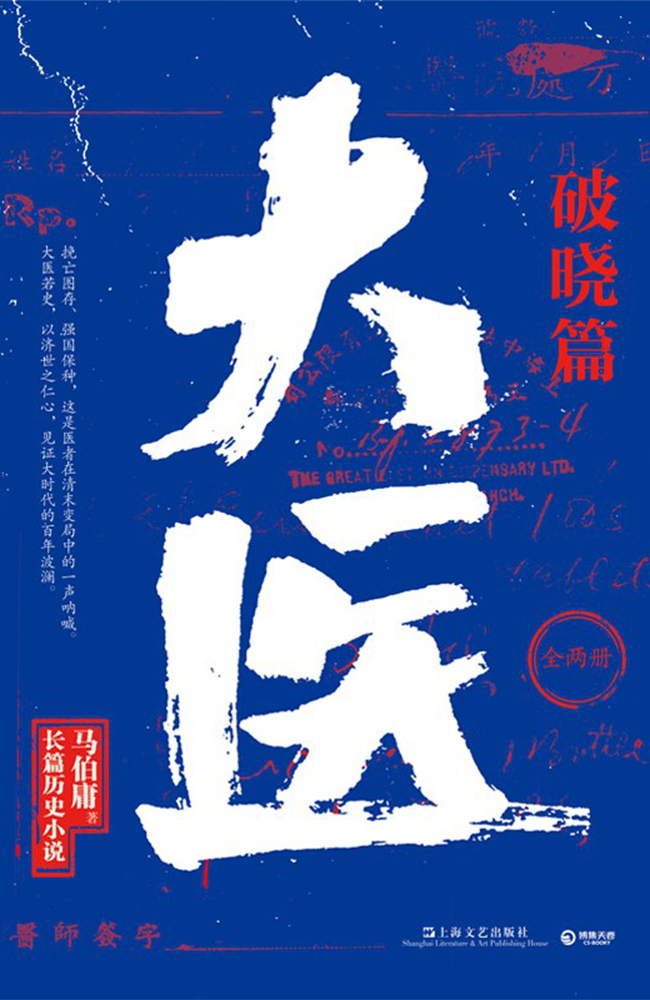 大医
破晓篇
挽亡图存、强国保种,这是医者在清末变局中的一声呐喊。
大医若史,以济世之仁心,见证大时代的百年波澜。
全两册
马伯庸 著
长篇历史小说
醫院處方
姓名
年 月 日
Rp.
No.
THE GREAT
DISPENSARY LTD.
醫師簽字
上海文艺出版社
Shanghai Literature & Art Publishing House
博集天卷
CS-BOOKY